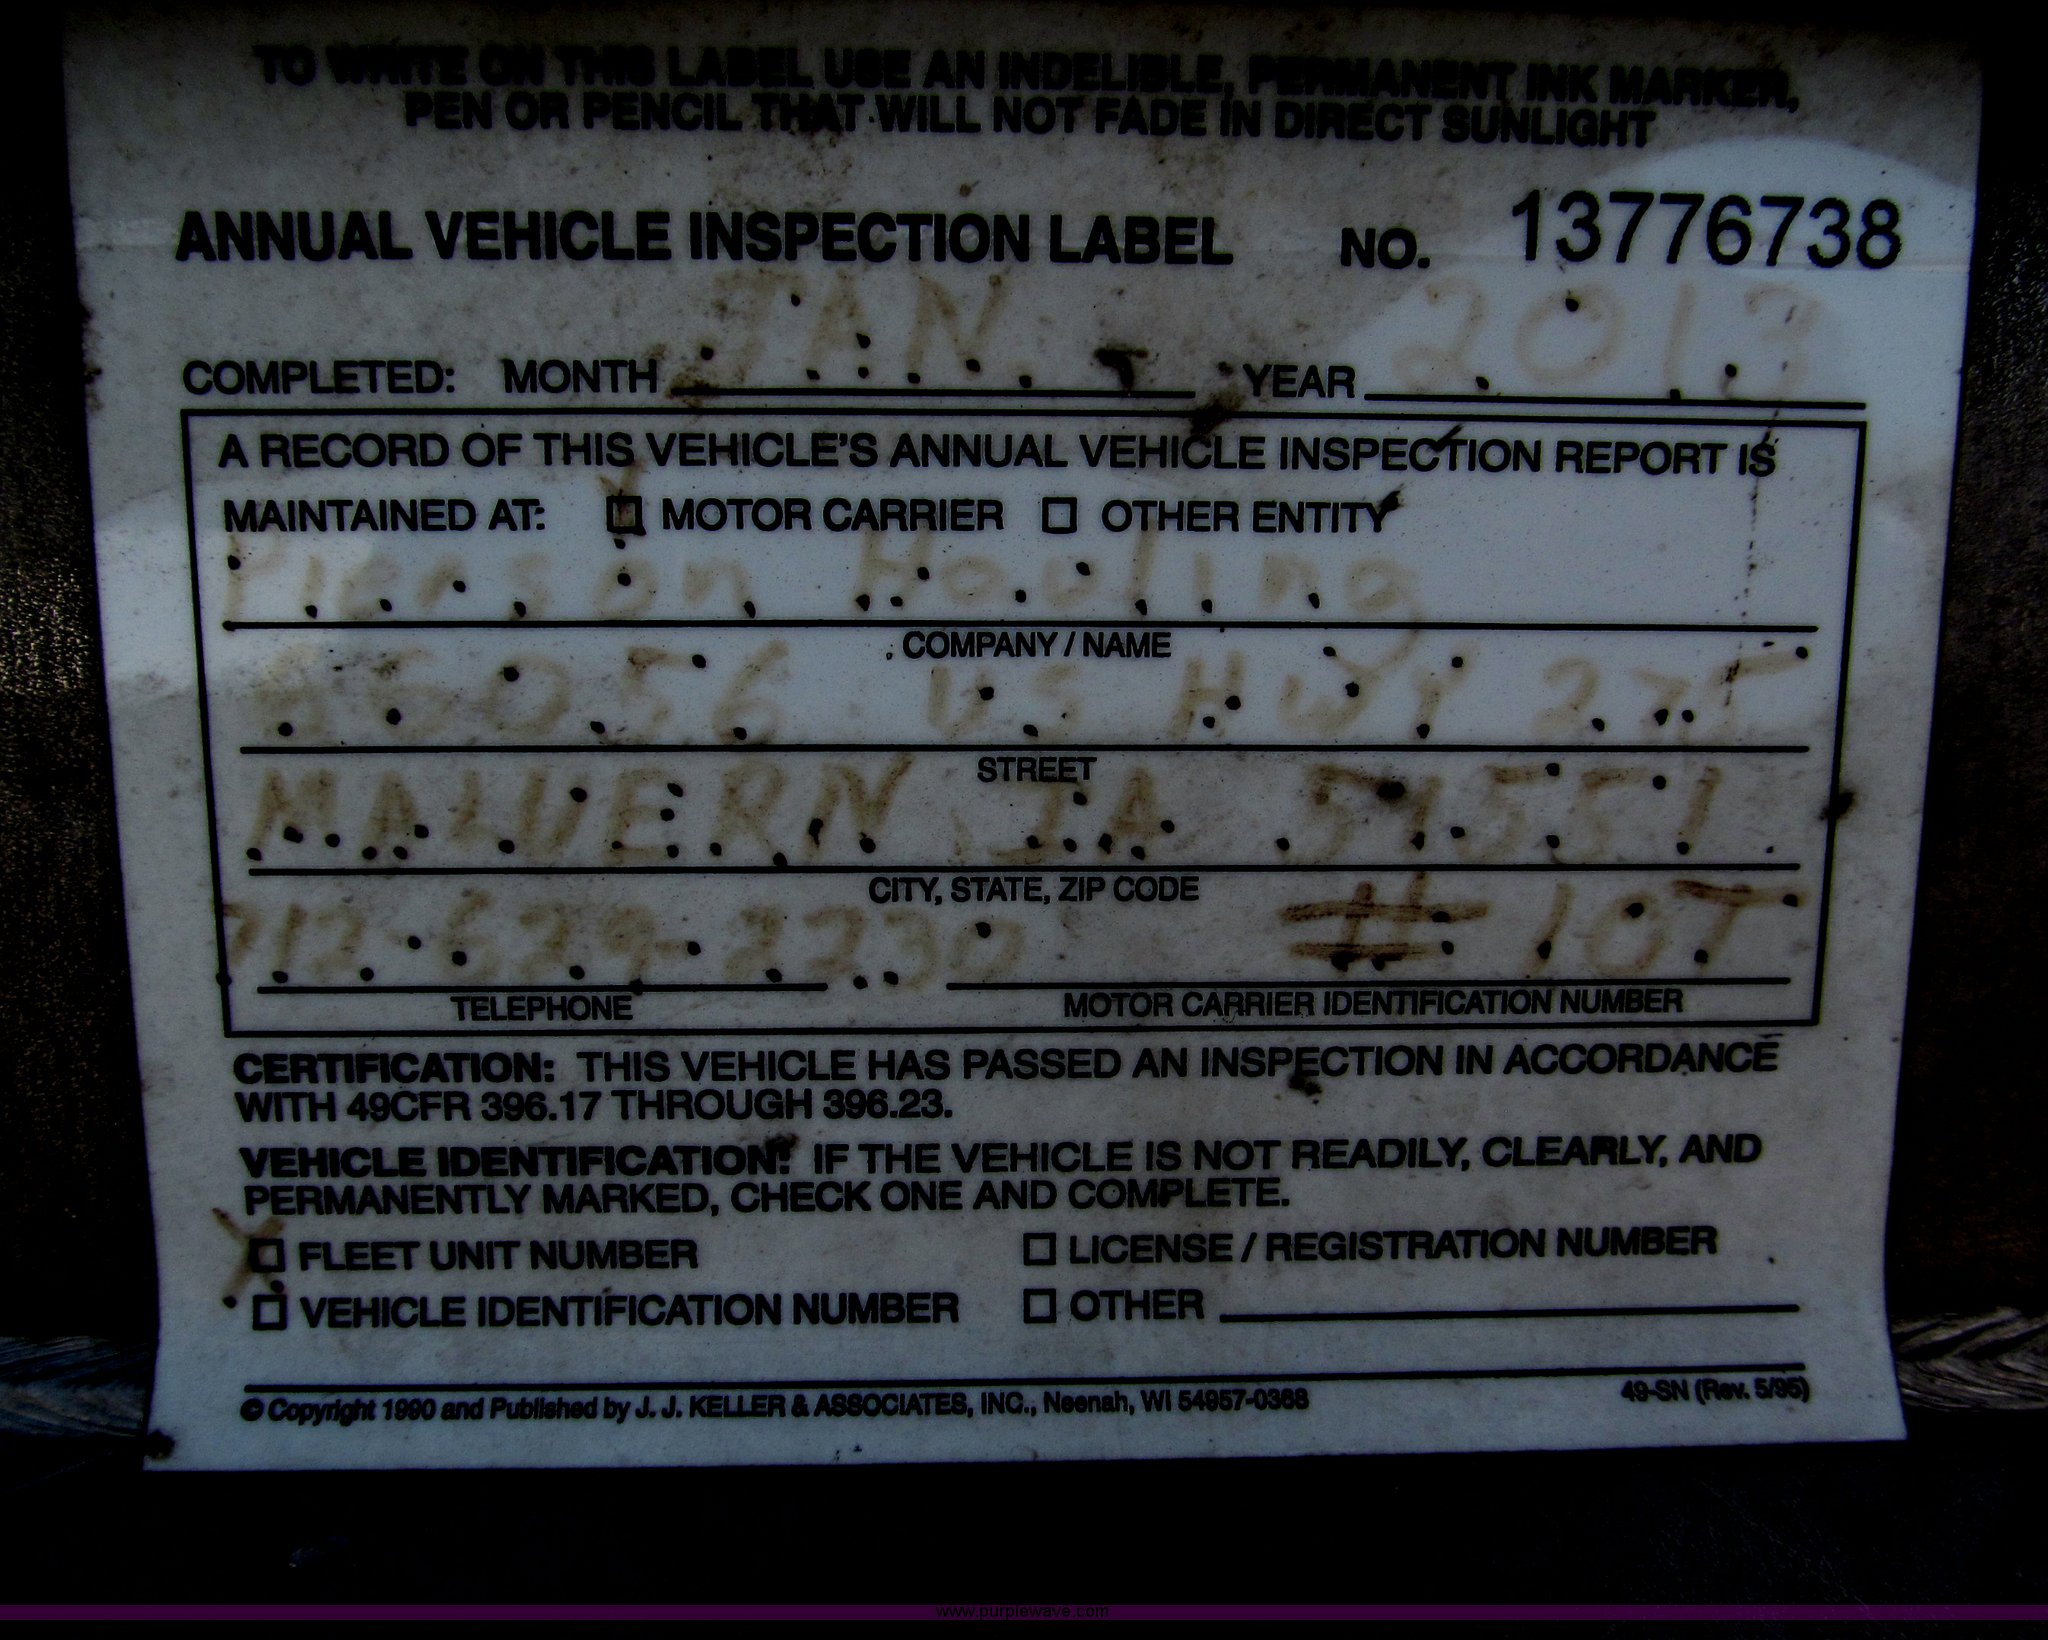 TO WRITE ON THIS LABEL USE AN INDELIBLE, PERMANENT INK MARKER,
PEN OR PENCIL THAT WILL NOT FADE IN DIRECT SUNLIGHT
ANNUAL VEHICLE INSPECTION LABEL NO. 13776738
COMPLETED: MONTH JAN. YEAR 2013
A RECORD OF THIS VEHICLE'S ANNUAL VEHICLE INSPECTION REPORT IS
MAINTAINED AT: MOTOR CARRIER OTHER ENTITY
Pierson Hauling
COMPANY / NAME
US HWY 275
STREET
MALVERN, IA 51551
CITY, STATE, ZIP CODE
712-629-2230 # 10T
TELEPHONE MOTOR CARRIER IDENTIFICATION NUMBER
CERTIFICATION: THIS VEHICLE HAS PASSED AN INSPECTION IN ACCORDANCE
WITH 49CFR 396.17 THROUGH 396.23.
VEHICLE IDENTIFICATION: IF THE VEHICLE IS NOT READILY, CLEARLY, AND
PERMANENTLY MARKED, CHECK ONE AND COMPLETE.
X FLEET UNIT NUMBER LICENSE / REGISTRATION NUMBER
VEHICLE IDENTIFICATION NUMBER OTHER
© Copyright 1990 and Published by J. J. KELLER & ASSOCIATES, INC., Neenah, WI 54957-0368 49-SN (Rev. 5/95)
www.purplewave.com